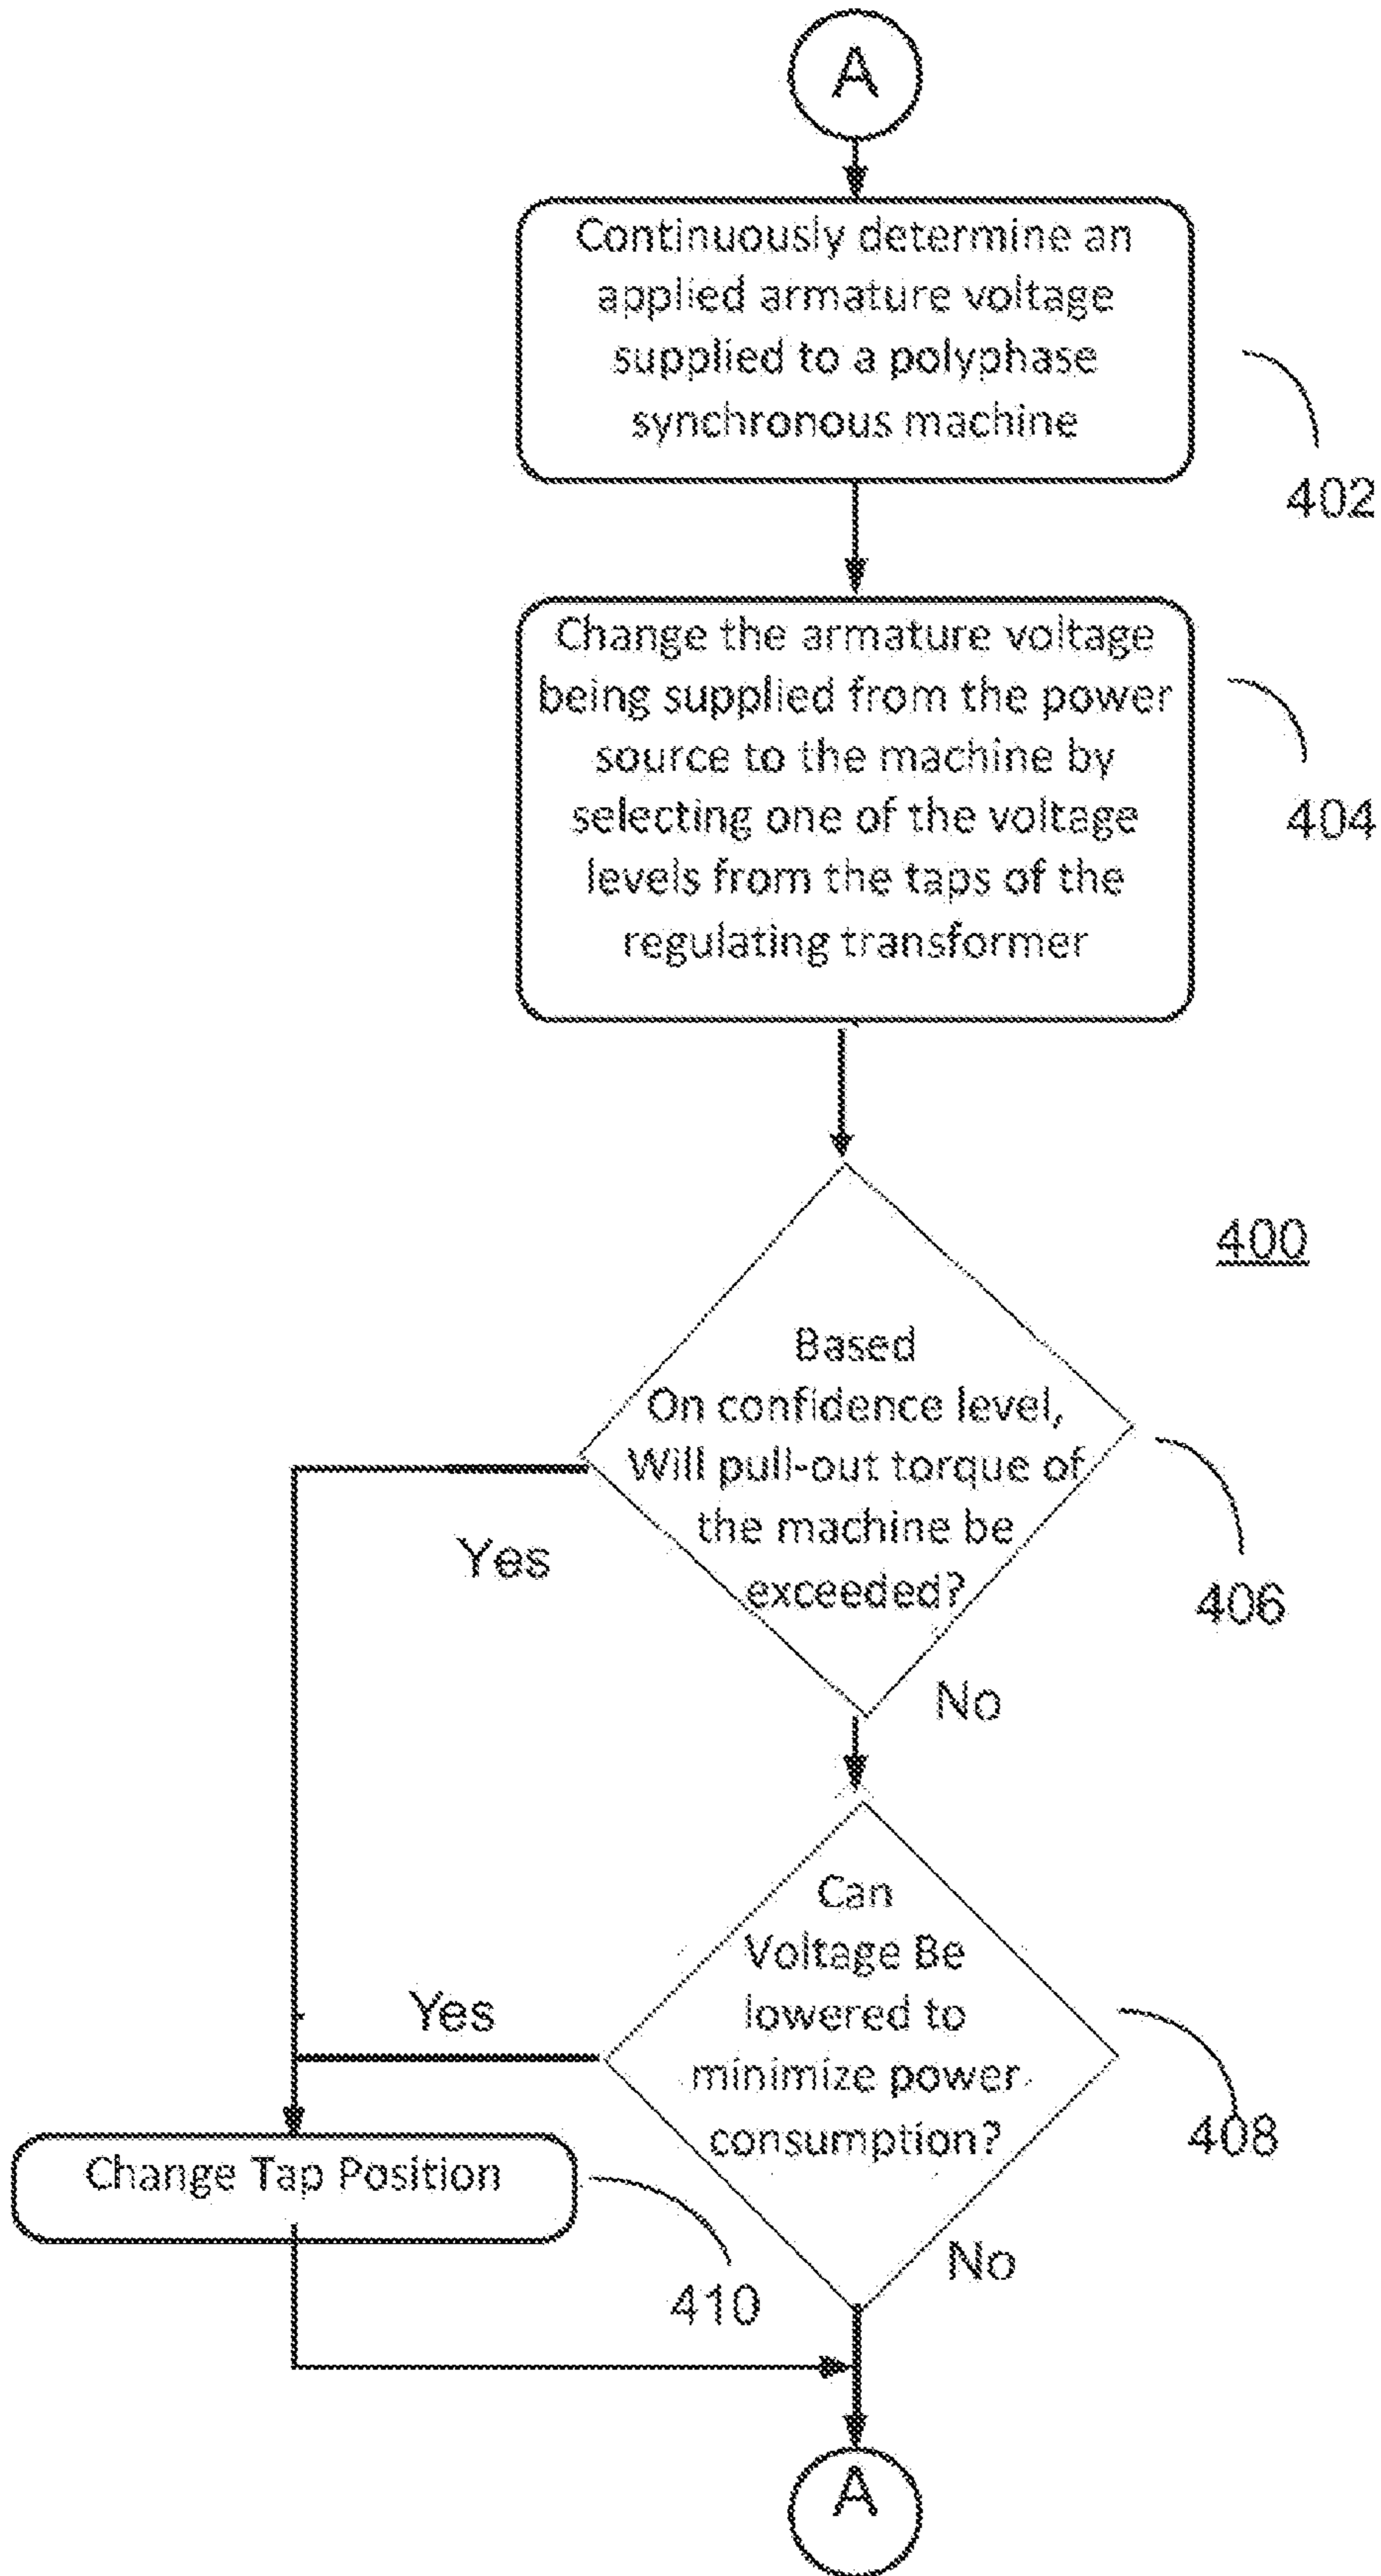 A
Continuously determine an
applied armature voltage
supplied to a polyphase
synchronous machine
402
Change the armature voltage
being supplied from the power
source to the machine by
selecting one of the voltage
levels from the taps of the
regulating transformer
404
400
Based
On confidence level,
Will pull-out torque of
the machine be
exceeded?
406
Yes
No
Can
Voltage Be
lowered to
minimize power
consumption?
408
Yes
Change Tap Position
410
No
A